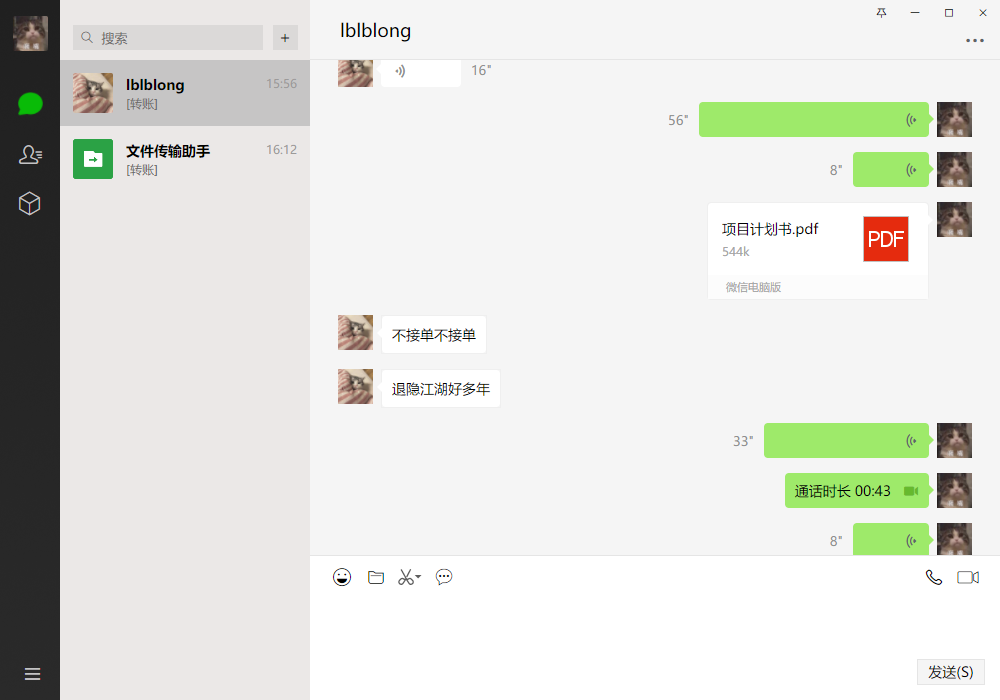 搜索
+
lblblong
15:56
[转账]
文件传输助手
16:12
[转账]
lblblong
16"
56"
8"
项目计划书.pdf
544k
PDF
微信电脑版
不接单不接单
退隐江湖好多年
33"
通话时长 00:43
8"
发送(S)